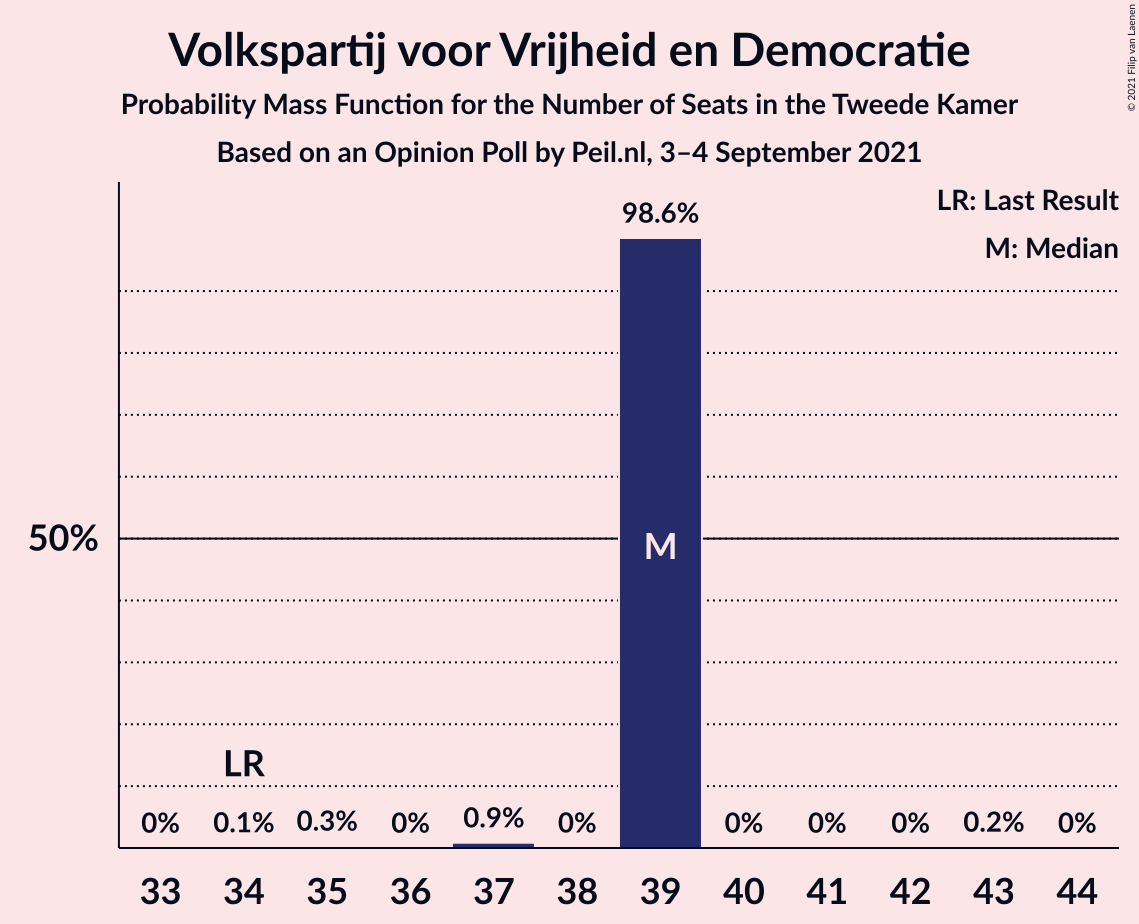 Volkspartij voor Vrijheid en Democratie
Probability Mass Function for the Number of Seats in the Tweede Kamer
Based on an Opinion Poll by Peil.nl, 3–4 September 2021
© 2021 Filip van Laenen
LR: Last Result
M: Median
98.6%
50%
M
LR
0% 0.1% 0.3% 0% 0.9% 0% 0% 0% 0% 0.2% 0%
33 34 35 36 37 38 39 40 41 42 43 44